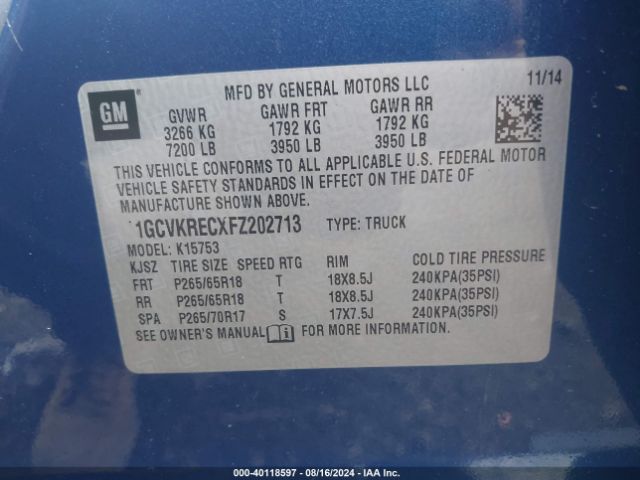 GM
MFD BY GENERAL MOTORS LLC 11/14
GVWR GAWR FRT GAWR RR
3266 KG 1792 KG 1792 KG
7200 LB 3950 LB 3950 LB
THIS VEHICLE CONFORMS TO ALL APPLICABLE U.S. FEDERAL MOTOR
VEHICLE SAFETY STANDARDS IN EFFECT ON THE DATE OF
MANUFACTURE SHOWN ABOVE.
1GCVKRECXFZ202713 TYPE: TRUCK
MODEL: K15753
KJSZ TIRE SIZE SPEED RTG RIM COLD TIRE PRESSURE
FRT P265/65R18 T 18X8.5J 240KPA(35PSI)
RR P265/65R18 T 18X8.5J 240KPA(35PSI)
SPA P265/70R17 S 17X7.5J 240KPA(35PSI)
SEE OWNER'S MANUAL FOR MORE INFORMATION.
000-40118597 - 08/16/2024 - IAA Inc.